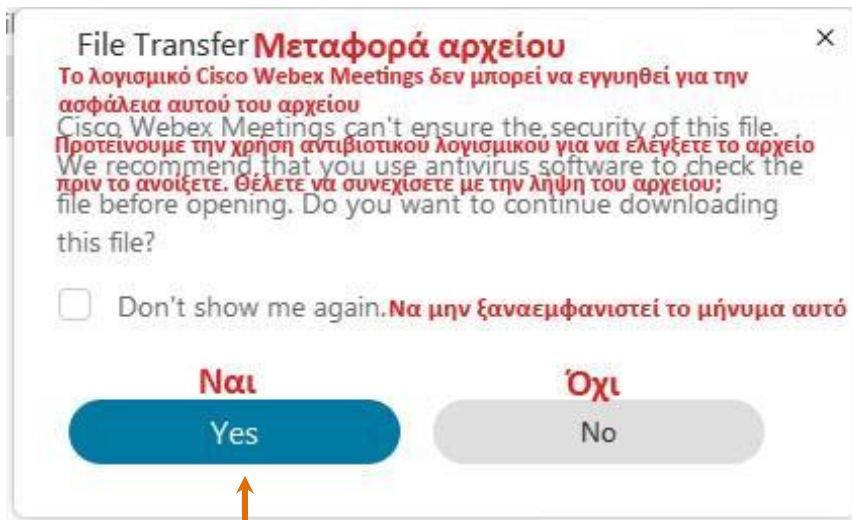 File Transfer Μεταφορά αρχείου
Το λογισμικό Cisco Webex Meetings δεν μπορεί να εγγυηθεί για την
ασφάλεια αυτού του αρχείου
Cisco Webex Meetings can't ensure the security of this file.
Προτείνουμε την χρήση αντιβιοτικού λογισμικού για να ελέγξετε το αρχείο
We recommend that you use antivirus software to check the
πριν το ανοίξετε. Θέλετε να συνεχίσετε με την λήψη του αρχείου;
file before opening. Do you want to continue downloading
this file?
Don't show me again. Να μην ξαναεμφανιστεί το μήνυμα αυτό
Ναι Όχι
Yes No